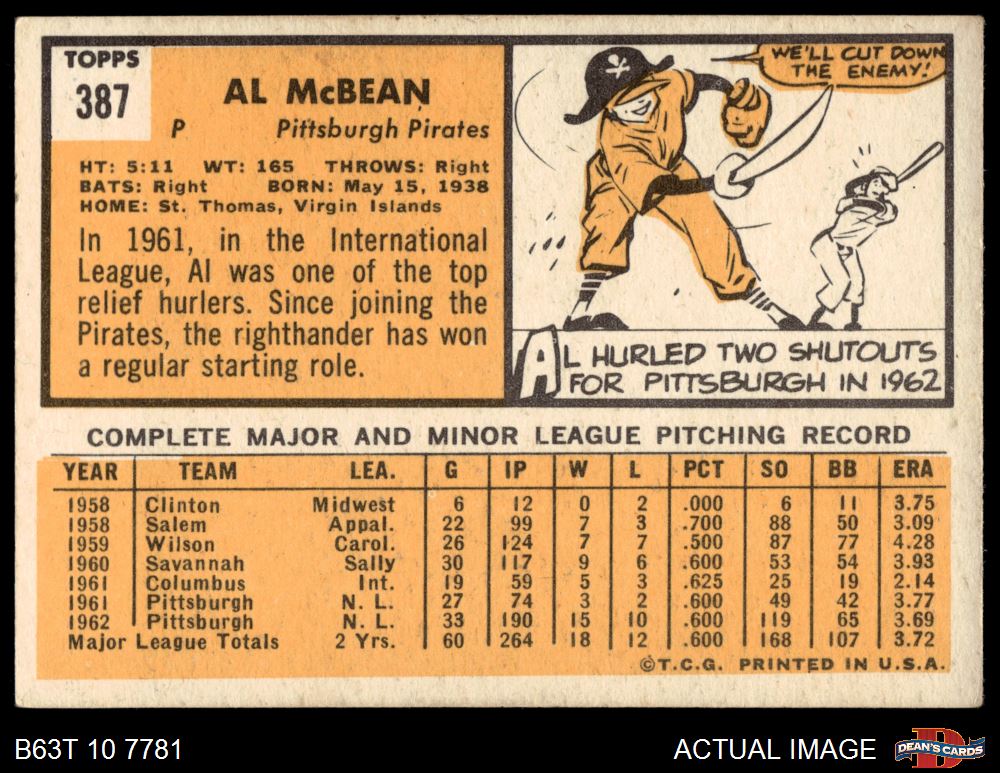 TOPPS
387
AL McBEAN
P Pittsburgh Pirates
HT: 5:11 WT: 165 THROWS: Right
BATS: Right BORN: May 15, 1938
HOME: St. Thomas, Virgin Islands
In 1961, in the International
League, Al was one of the top
relief hurlers. Since joining the
Pirates, the righthander has won
a regular starting role.
WE'LL CUT DOWN
THE ENEMY!
AL HURLED TWO SHUTOUTS
FOR PITTSBURGH IN 1962
COMPLETE MAJOR AND MINOR LEAGUE PITCHING RECORD
YEAR TEAM LEA. G IP W L PCT SO BB ERA
1958 Clinton Midwest 6 12 0 2 .000 6 11 3.75
1958 Salem Appal. 22 99 7 3 .700 88 50 3.09
1959 Wilson Carol. 26 124 7 7 .500 87 77 4.28
1960 Savannah Sally 30 117 9 6 .600 53 54 3.93
1961 Columbus Int. 19 59 5 3 .625 25 19 2.14
1961 Pittsburgh N. L. 27 74 3 2 .600 49 42 3.77
1962 Pittsburgh N. L. 33 190 15 10 .600 119 65 3.69
Major League Totals 2 Yrs. 60 264 18 12 .600 168 107 3.72
©T.C.G. PRINTED IN U.S.A.
B63T 10 7781
ACTUAL IMAGE
DEAN'S CARDS